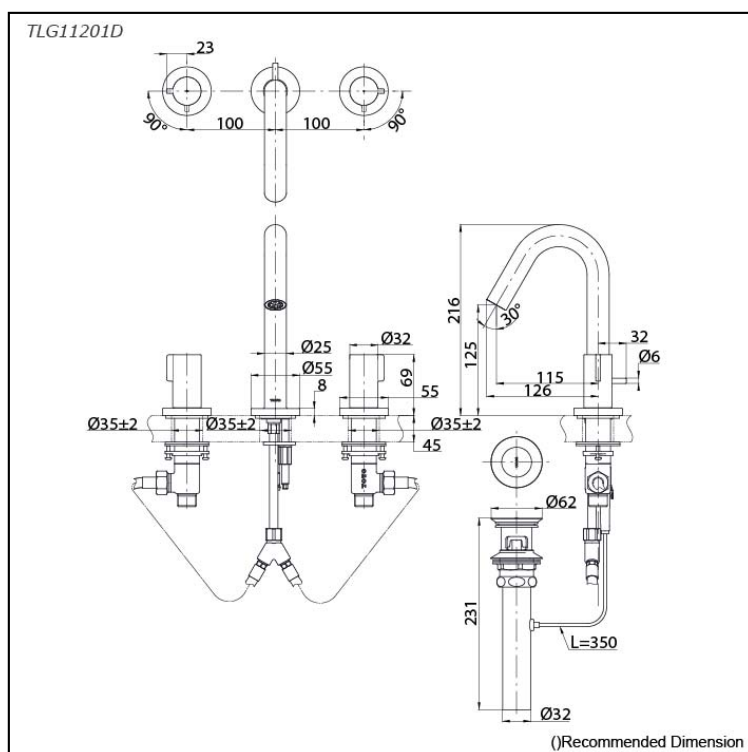 TLG11201D
23
90°
100
100
90°
216
125
30°
32
Ø6
115
126
Ø32
Ø25
Ø55
8
69
55
Ø35±2
Ø35±2
Ø35±2
45
TOTO
Ø62
231
L=350
Ø32
()Recommended Dimension